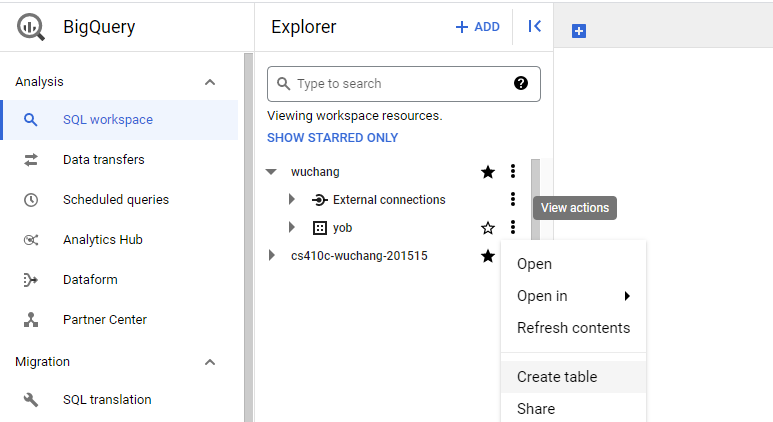 BigQuery
Analysis
SQL workspace
Data transfers
Scheduled queries
Analytics Hub
Dataform
Partner Center
Migration
SQL translation
Explorer
+ ADD
Type to search
?
Viewing workspace resources.
SHOW STARRED ONLY
wuchang
External connections
yob
cs410c-wuchang-201515
View actions
Open
Open in
Refresh contents
Create table
Share